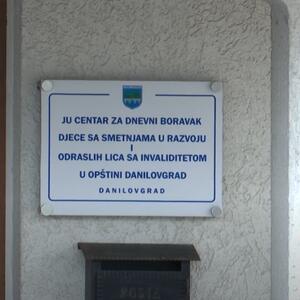 JU CENTAR ZA DNEVNI BORAVAK
DJECE SA SMETNJAMA U RAZVOJU
I
ODRASLIH LICA SA INVALIDITETOM
U OPŠTINI DANILOVGRAD
DANILOVGRAD